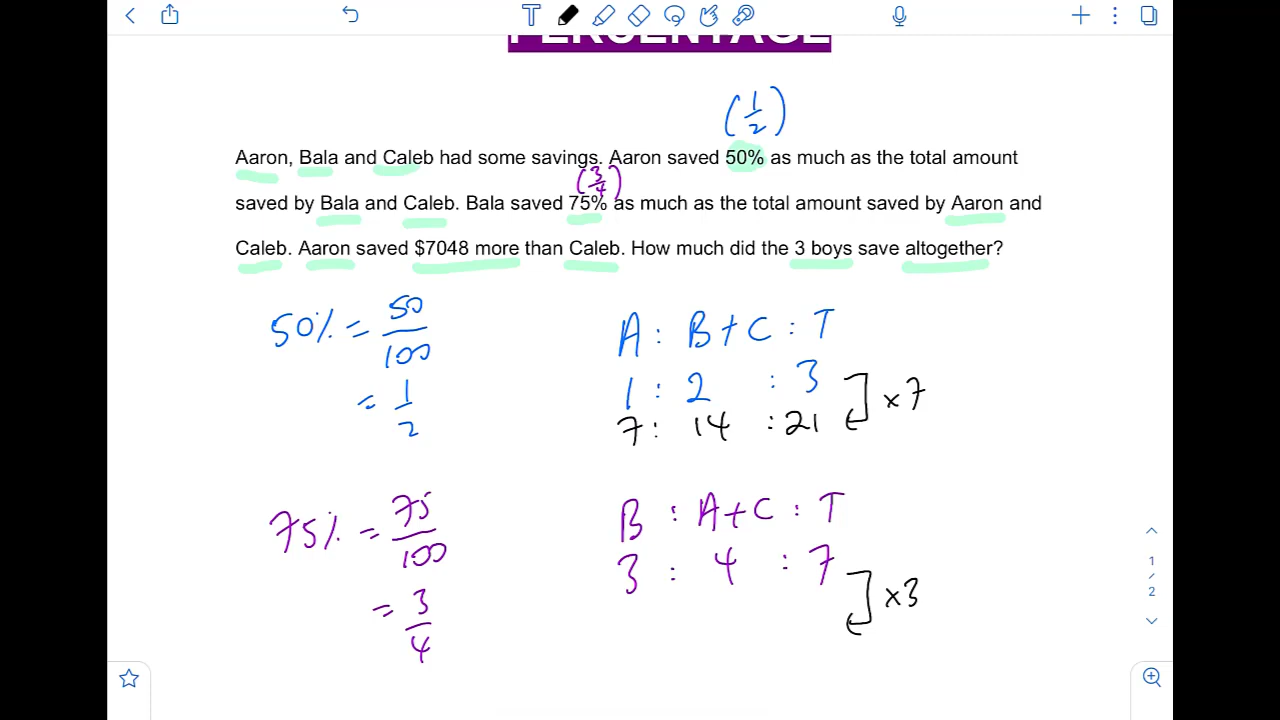 PERCENTAGE
(1/2)
Aaron, Bala and Caleb had some savings. Aaron saved 50% as much as the total amount
(3/4)
saved by Bala and Caleb. Bala saved 75% as much as the total amount saved by Aaron and
Caleb. Aaron saved $7048 more than Caleb. How much did the 3 boys save altogether?
50% = 50/100
= 1/2
A : B+C : T
1 : 2 : 3
7 : 14 : 21
×7
75% = 75/100
= 3/4
B : A+C : T
3 : 4 : 7
×3
1
/
2